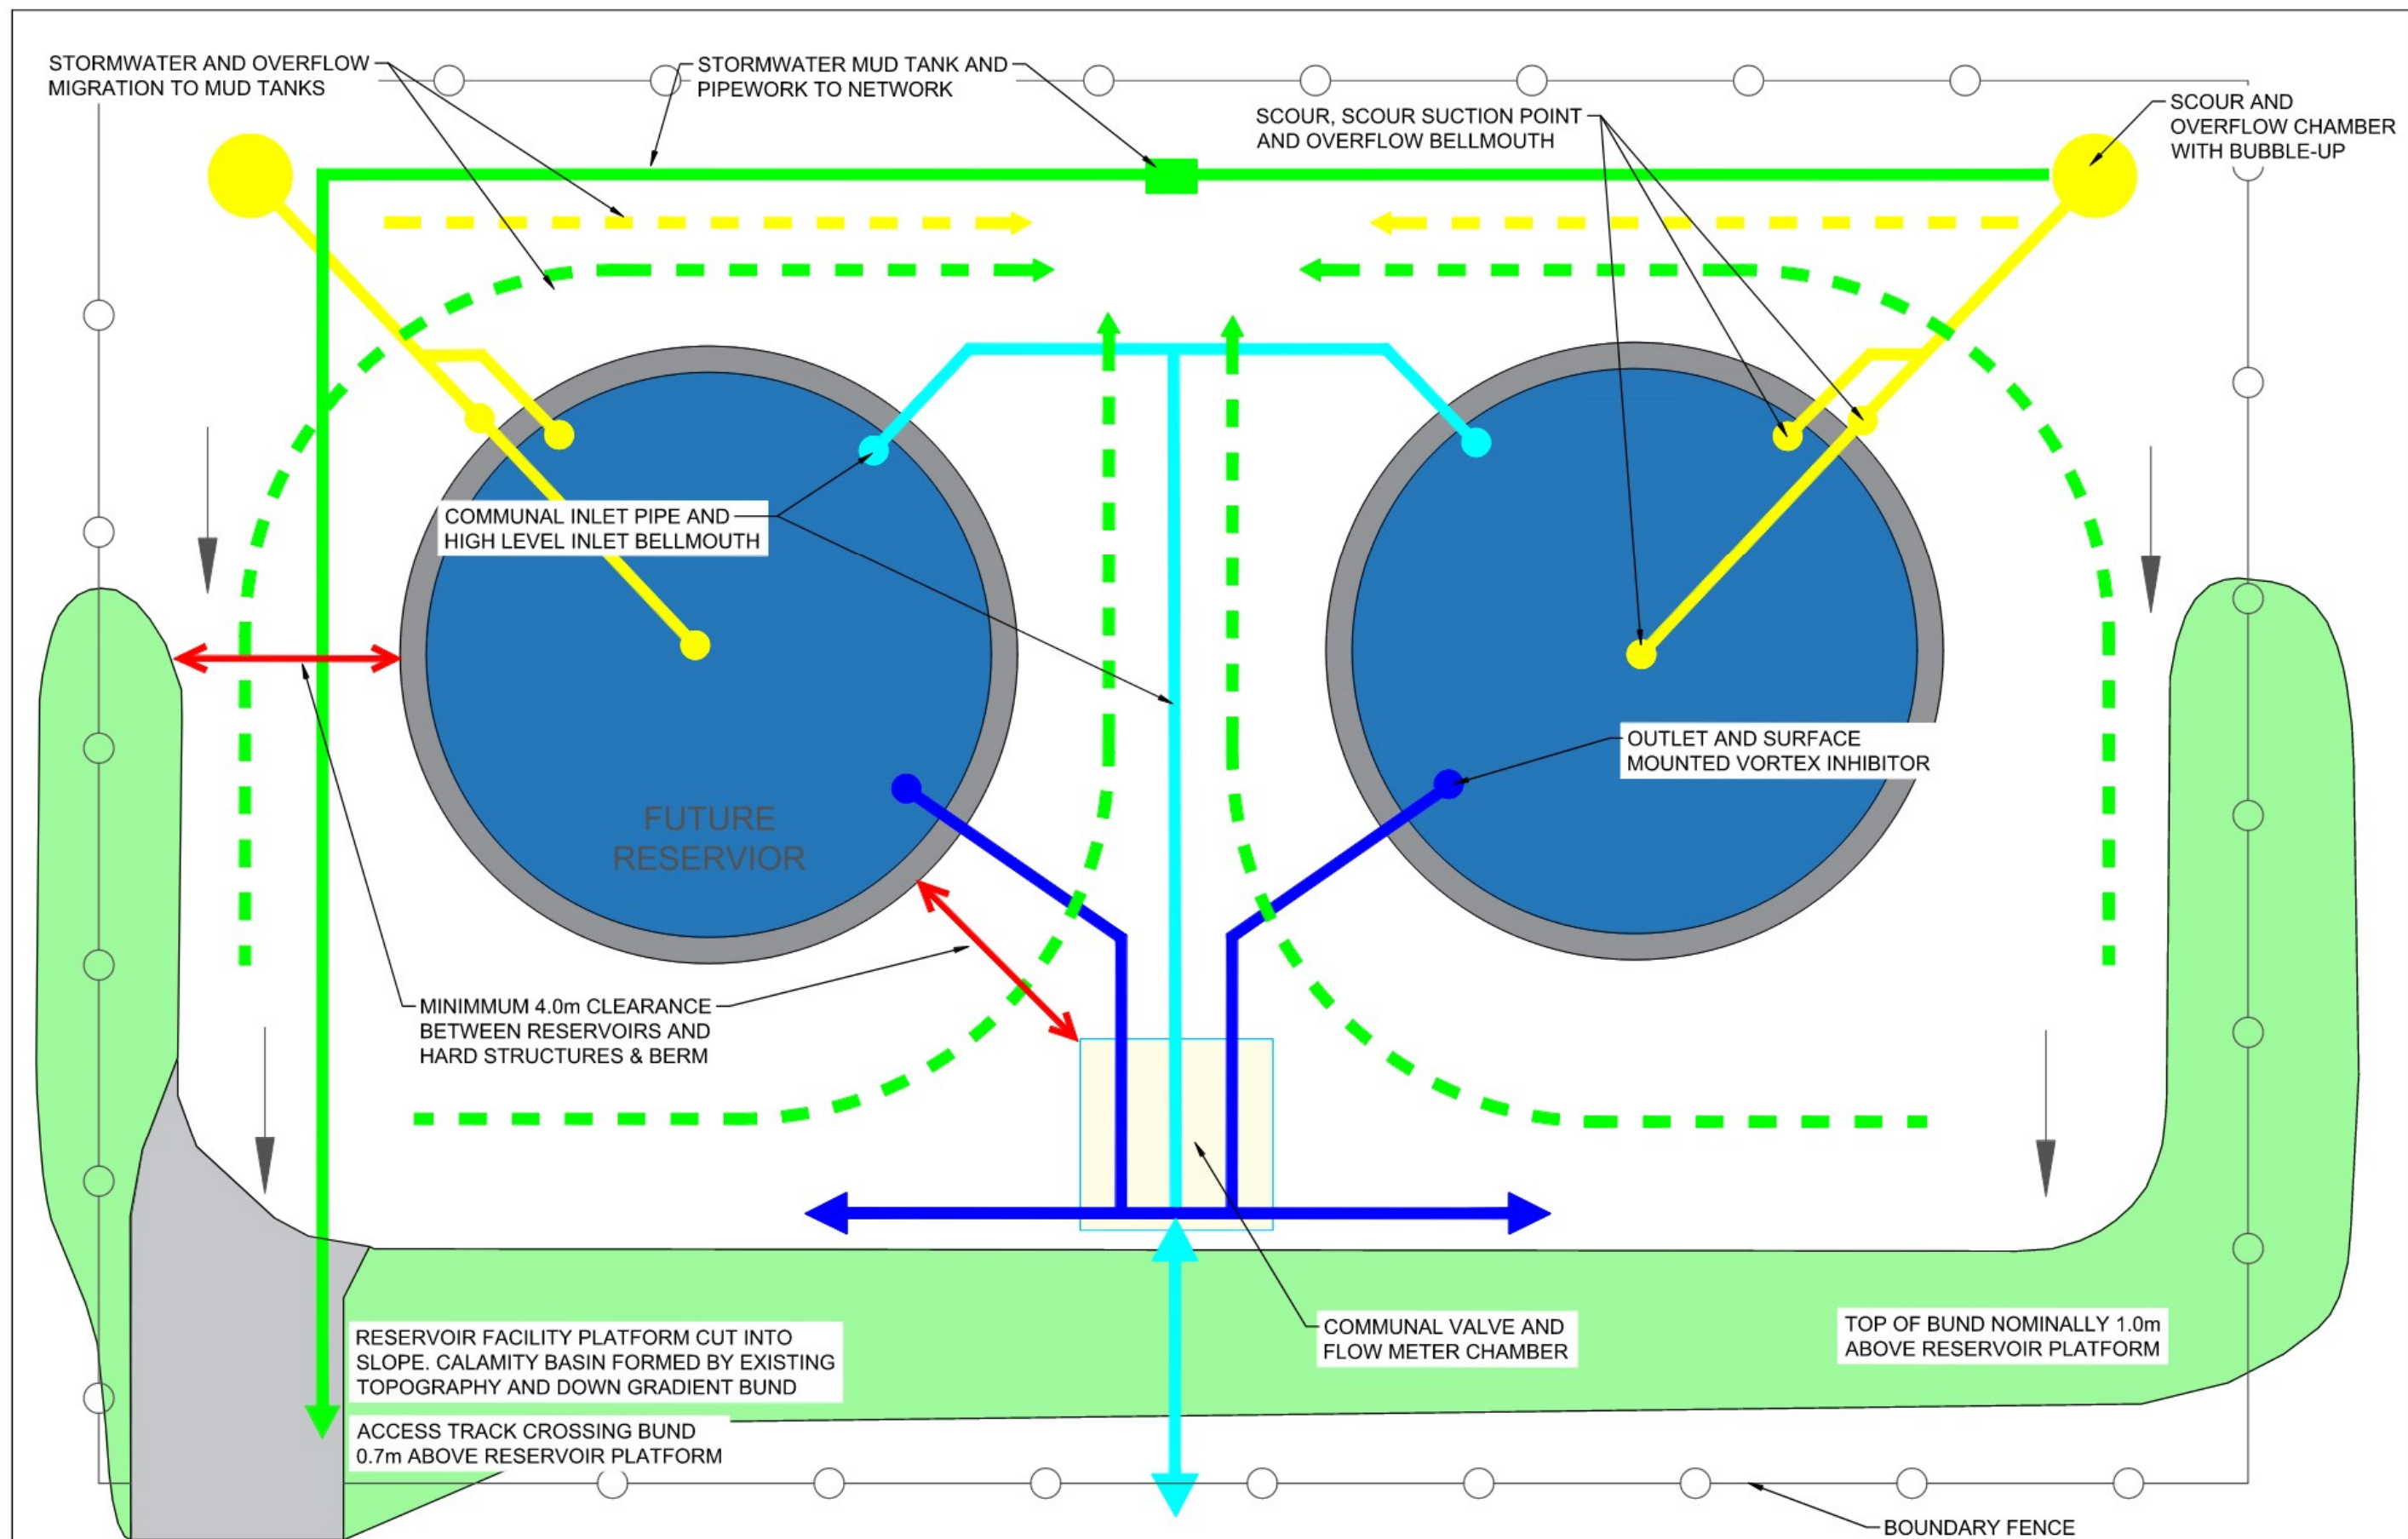 STORMWATER AND OVERFLOW
MIGRATION TO MUD TANKS
STORMWATER MUD TANK AND
PIPEWORK TO NETWORK
SCOUR, SCOUR SUCTION POINT
AND OVERFLOW BELLMOUTH
SCOUR AND
OVERFLOW CHAMBER
WITH BUBBLE-UP
COMMUNAL INLET PIPE AND
HIGH LEVEL INLET BELLMOUTH
OUTLET AND SURFACE
MOUNTED VORTEX INHIBITOR
FUTURE
RESERVIOR
MINIMMUM 4.0m CLEARANCE
BETWEEN RESERVOIRS AND
HARD STRUCTURES & BERM
RESERVOIR FACILITY PLATFORM CUT INTO
SLOPE. CALAMITY BASIN FORMED BY EXISTING
TOPOGRAPHY AND DOWN GRADIENT BUND
COMMUNAL VALVE AND
FLOW METER CHAMBER
TOP OF BUND NOMINALLY 1.0m
ABOVE RESERVOIR PLATFORM
ACCESS TRACK CROSSING BUND
0.7m ABOVE RESERVOIR PLATFORM
BOUNDARY FENCE